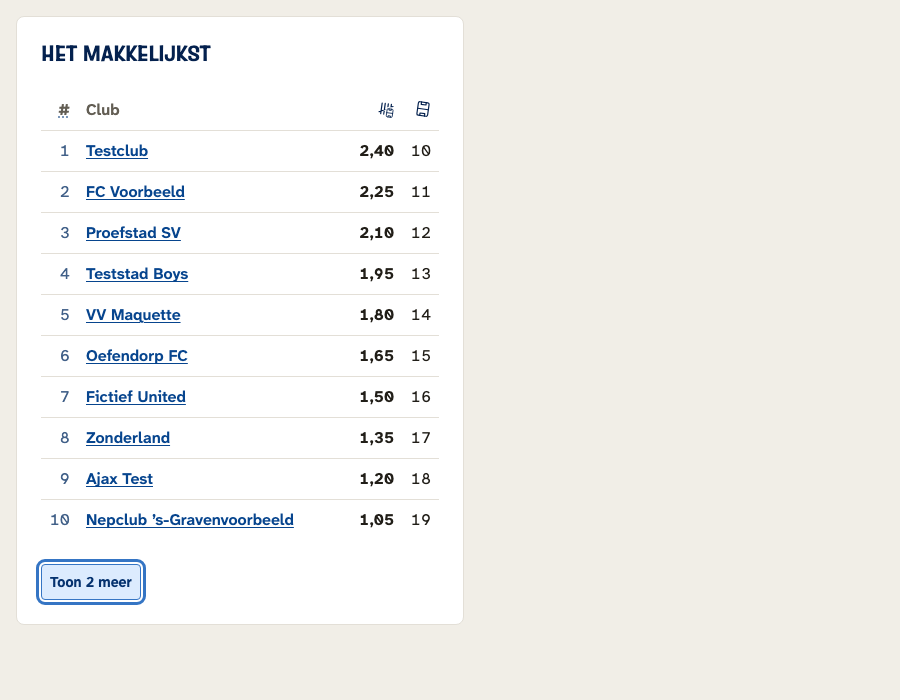 HET MAKKELIJKST
# Club
1 Testclub 2,40 10
2 FC Voorbeeld 2,25 11
3 Proefstad SV 2,10 12
4 Teststad Boys 1,95 13
5 VV Maquette 1,80 14
6 Oefendorp FC 1,65 15
7 Fictief United 1,50 16
8 Zonderland 1,35 17
9 Ajax Test 1,20 18
10 Nepclub ’s-Gravenvoorbeeld 1,05 19
Toon 2 meer